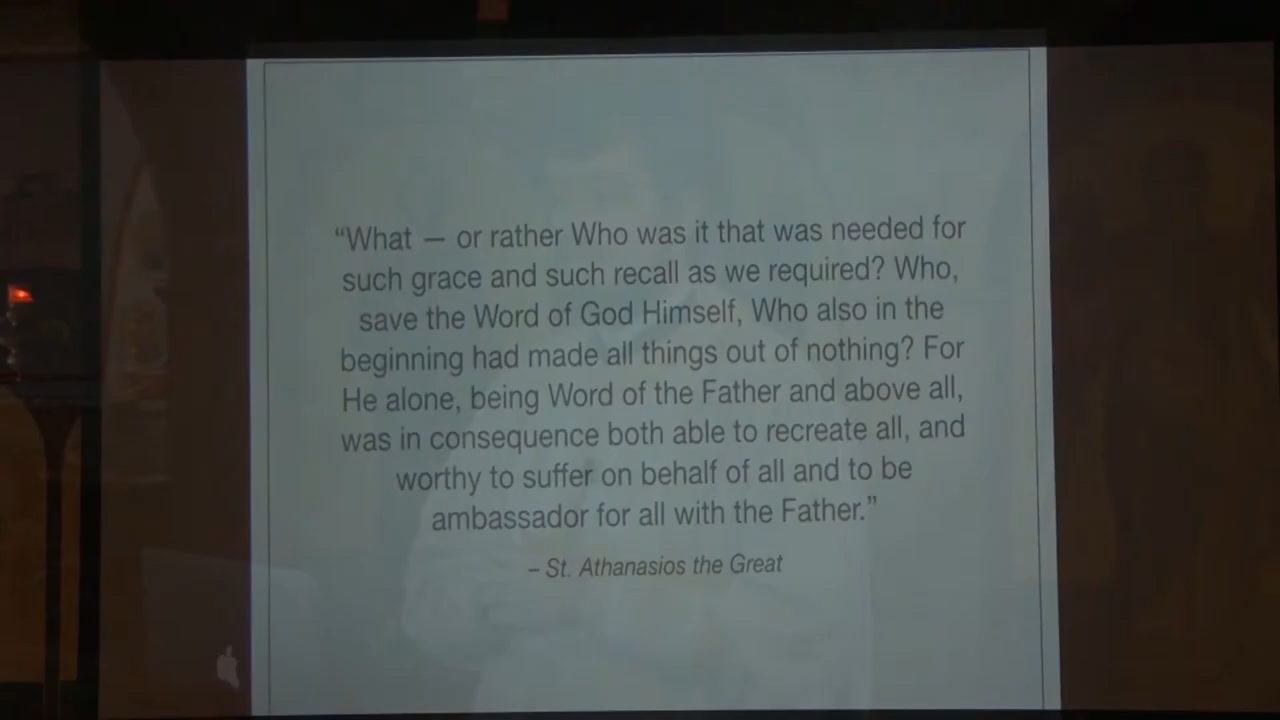 “What – or rather Who was it that was needed for
such grace and such recall as we required? Who,
save the Word of God Himself, Who also in the
beginning had made all things out of nothing? For
He alone, being Word of the Father and above all,
was in consequence both able to recreate all, and
worthy to suffer on behalf of all and to be
ambassador for all with the Father.”
– St. Athanasios the Great